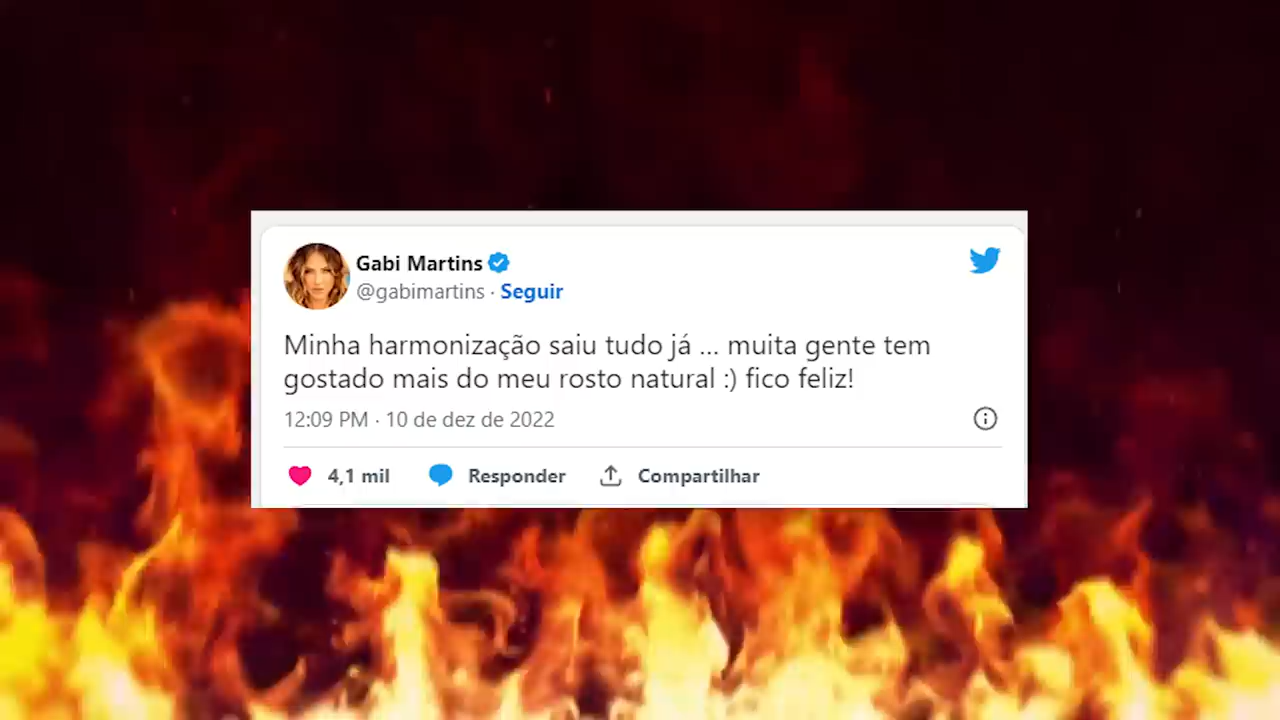 Gabi Martins
@gabimartins · Seguir
Minha harmonização saiu tudo já ... muita gente tem
gostado mais do meu rosto natural :) fico feliz!
12:09 PM · 10 de dez de 2022
4,1 mil Responder Compartilhar